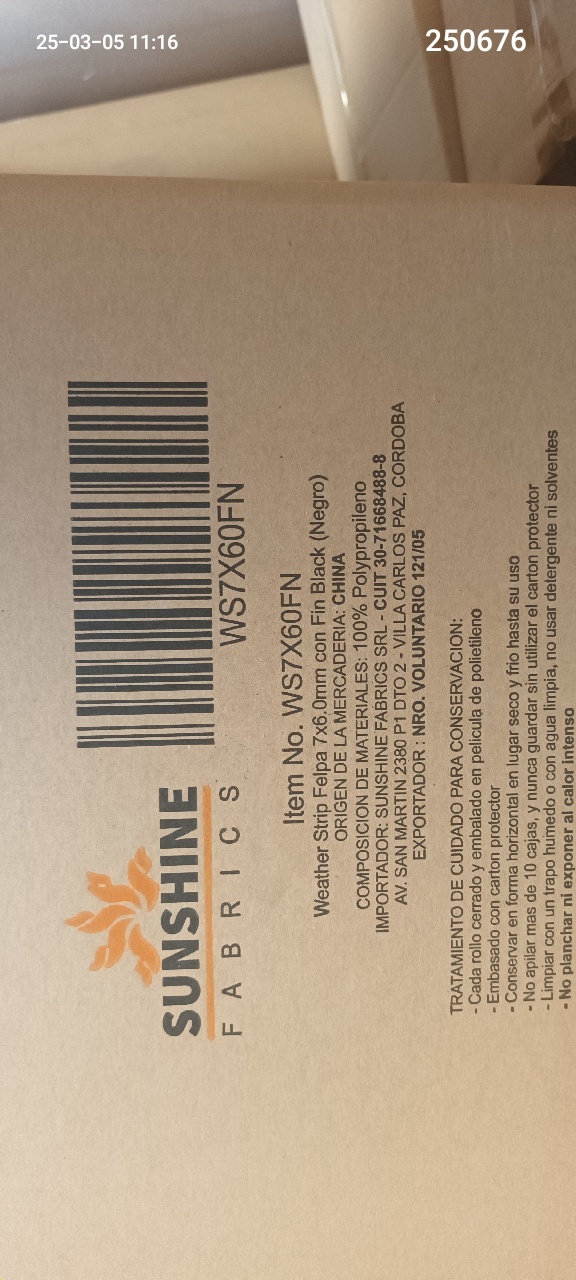 25-03-05 11:16
250676
SUNSHINE
FABRICS
WS7X60FN
Item No. WS7X60FN
Weather Strip Felpa 7x6.0mm con Fin Black (Negro)
ORIGEN DE LA MERCADERIA: CHINA
COMPOSICION DE MATERIALES: 100% Polypropileno
IMPORTADOR: SUNSHINE FABRICS SRL - CUIT 30-71668488-8
AV. SAN MARTIN 2380 P1 DTO 2 - VILLA CARLOS PAZ, CORDOBA
EXPORTADOR : NRO. VOLUNTARIO 121/05
TRATAMIENTO DE CUIDADO PARA CONSERVACION:
- Cada rollo cerrado y embalado en pelicula de polietileno
- Embasado con carton protector
- Conservar en forma horizontal en lugar seco y frio hasta su uso
- No apilar mas de 10 cajas, y nunca guardar sin utilizar el carton protector
- Limpiar con un trapo humedo o con agua limpia, no usar detergente ni solventes
- No planchar ni exponer al calor intenso